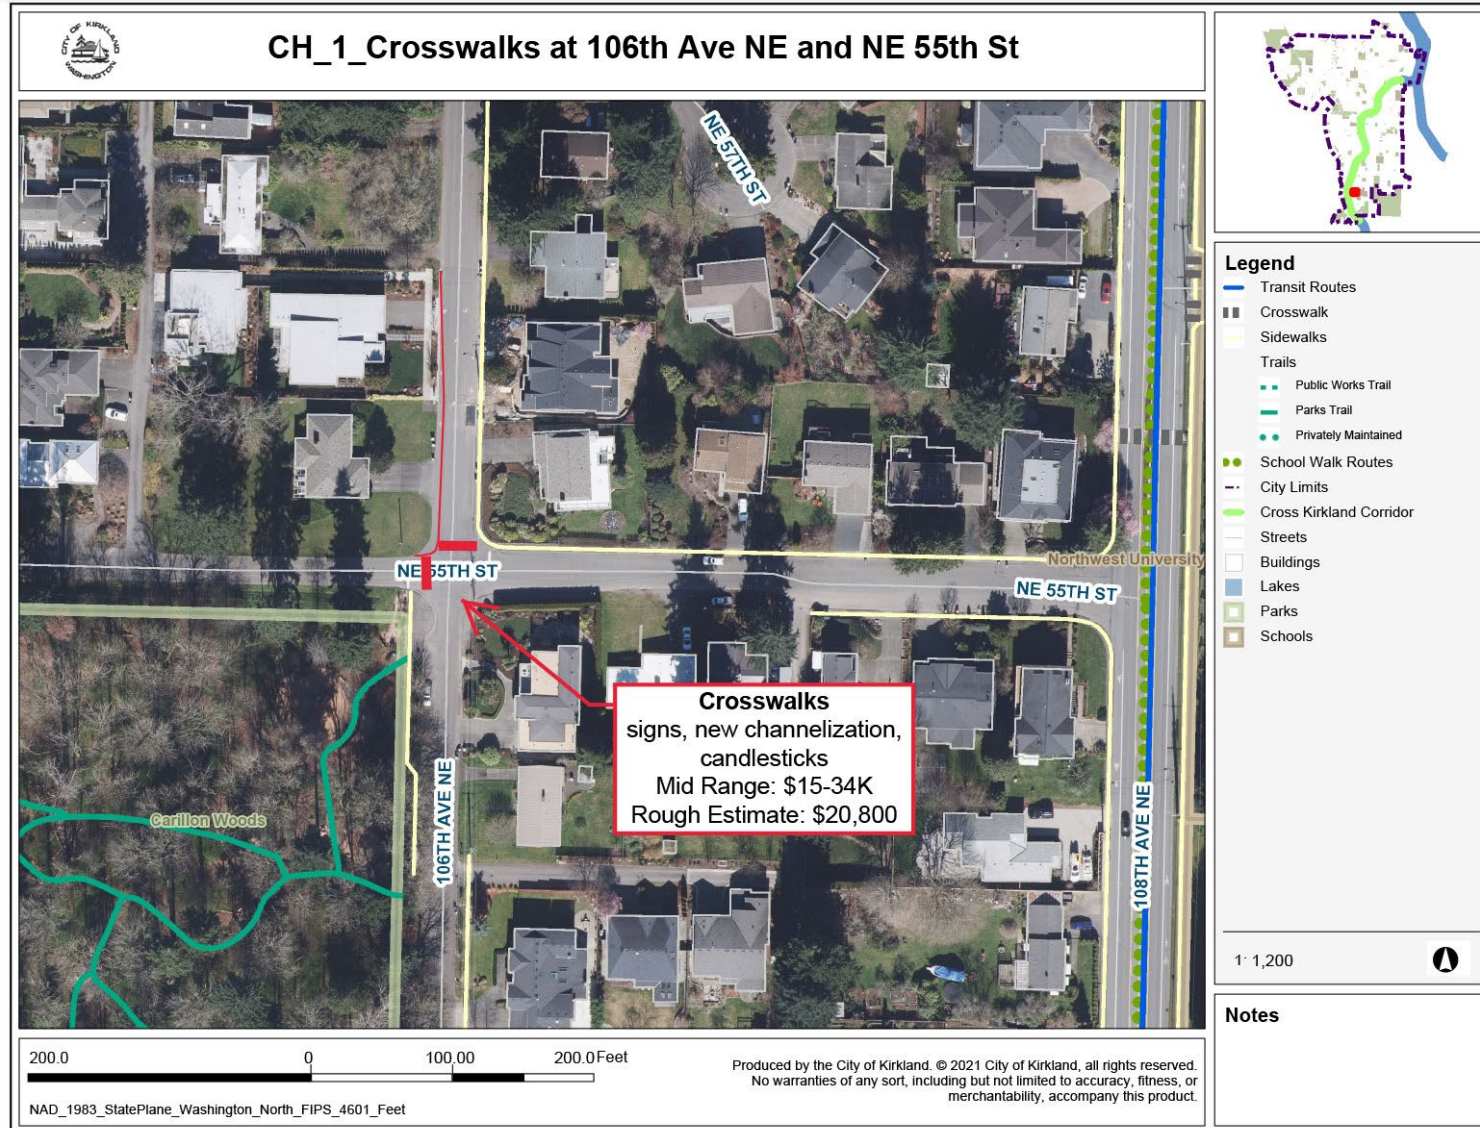 CITY OF KIRKLAND
WASHINGTON
CH_1_Crosswalks at 106th Ave NE and NE 55th St
NE 57TH ST
NE 55TH ST
Northwest University
NE 55TH ST
Crosswalks
signs, new channelization,
candlesticks
Mid Range: $15-34K
Rough Estimate: $20,800
Carillon Woods
106TH AVE NE
108TH AVE NE
Legend
Transit Routes
Crosswalk
Sidewalks
Trails
Public Works Trail
Parks Trail
Privately Maintained
School Walk Routes
City Limits
Cross Kirkland Corridor
Streets
Buildings
Lakes
Parks
Schools
1: 1,200
Notes
200.0 0 100.00 200.0 Feet
NAD_1983_StatePlane_Washington_North_FIPS_4601_Feet
Produced by the City of Kirkland. © 2021 City of Kirkland, all rights reserved.
No warranties of any sort, including but not limited to accuracy, fitness, or
merchantability, accompany this product.